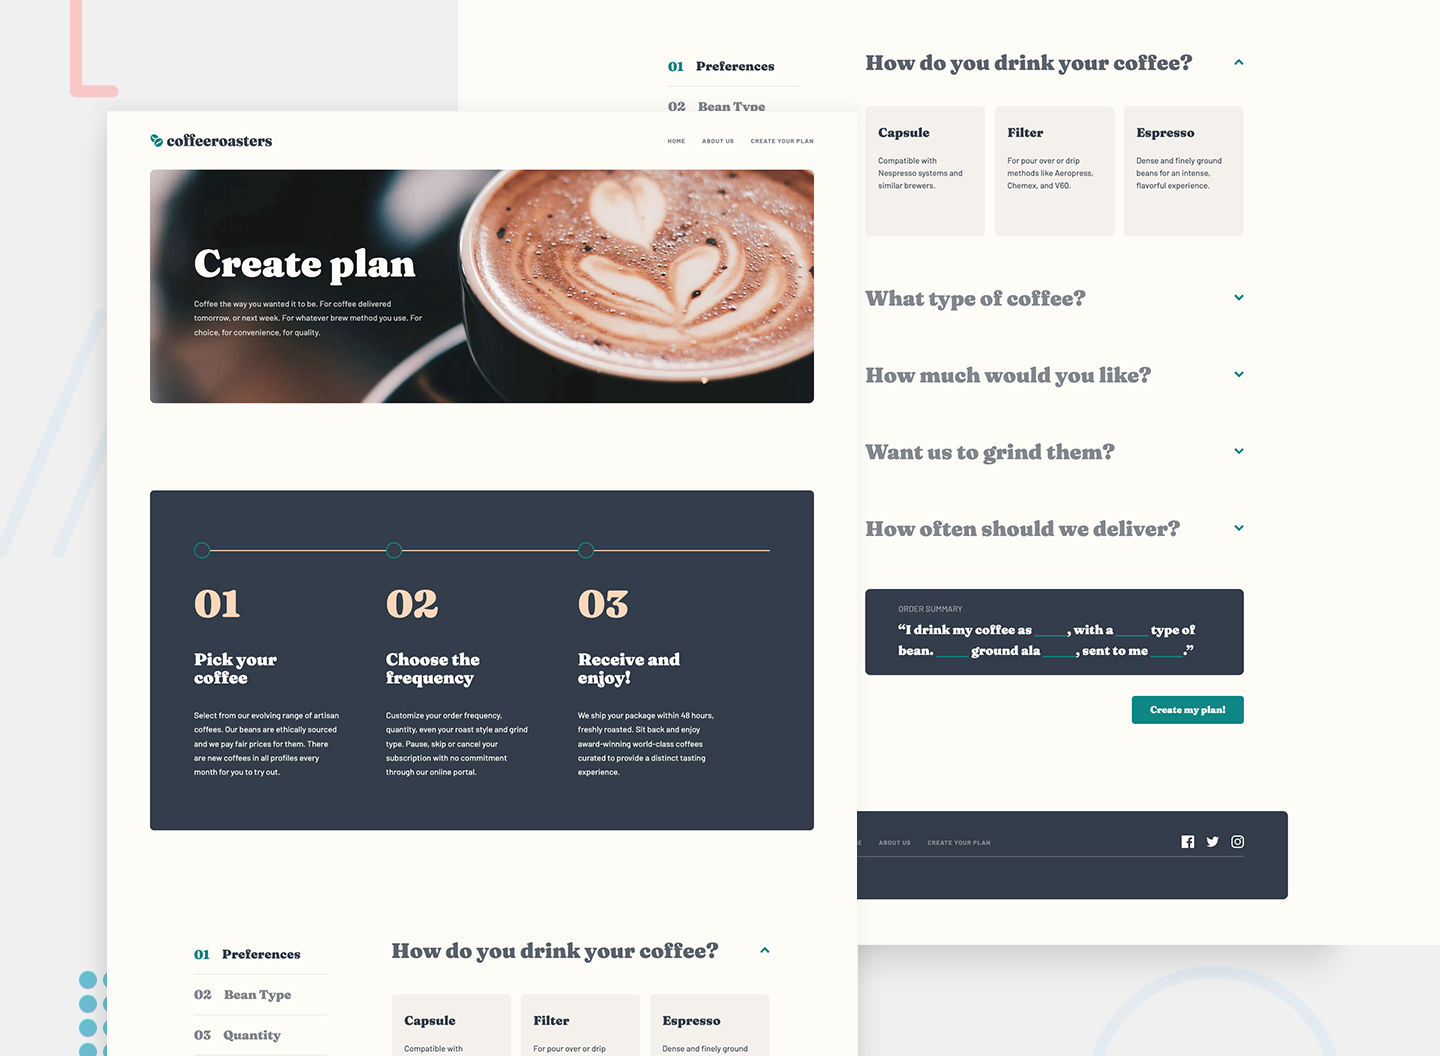 coffeeroasters
HOME ABOUT US CREATE YOUR PLAN
Create plan
Coffee the way you wanted it to be. For coffee delivered
tomorrow, or next week. For whatever brew method you use. For
choice, for convenience, for quality.
01
Pick your
coffee
Select from our evolving range of artisan
coffees. Our beans are ethically sourced
and we pay fair prices for them. There
are new coffees in all profiles every
month for you to try out.
02
Choose the
frequency
Customize your order frequency,
quantity, even your roast style and grind
type. Pause, skip or cancel your
subscription with no commitment
through our online portal.
03
Receive and
enjoy!
We ship your package within 48 hours,
freshly roasted. Sit back and enjoy
award-winning world-class coffees
curated to provide a distinct tasting
experience.
01 Preferences
02 Bean Type
03 Quantity
How do you drink your coffee?
Capsule
Compatible with
Filter
For pour over or drip
Espresso
Dense and finely ground
01 Preferences
02 Bean Type
How do you drink your coffee?
Capsule
Compatible with
Nespresso systems and
similar brewers.
Filter
For pour over or drip
methods like Aeropress,
Chemex, and V60.
Espresso
Dense and finely ground
beans for an intense,
flavorful experience.
What type of coffee?
How much would you like?
Want us to grind them?
How often should we deliver?
ORDER SUMMARY
“I drink my coffee as _____, with a _____ type of
bean. _____ ground ala _____, sent to me _____.”
Create my plan!
ABOUT US CREATE YOUR PLAN